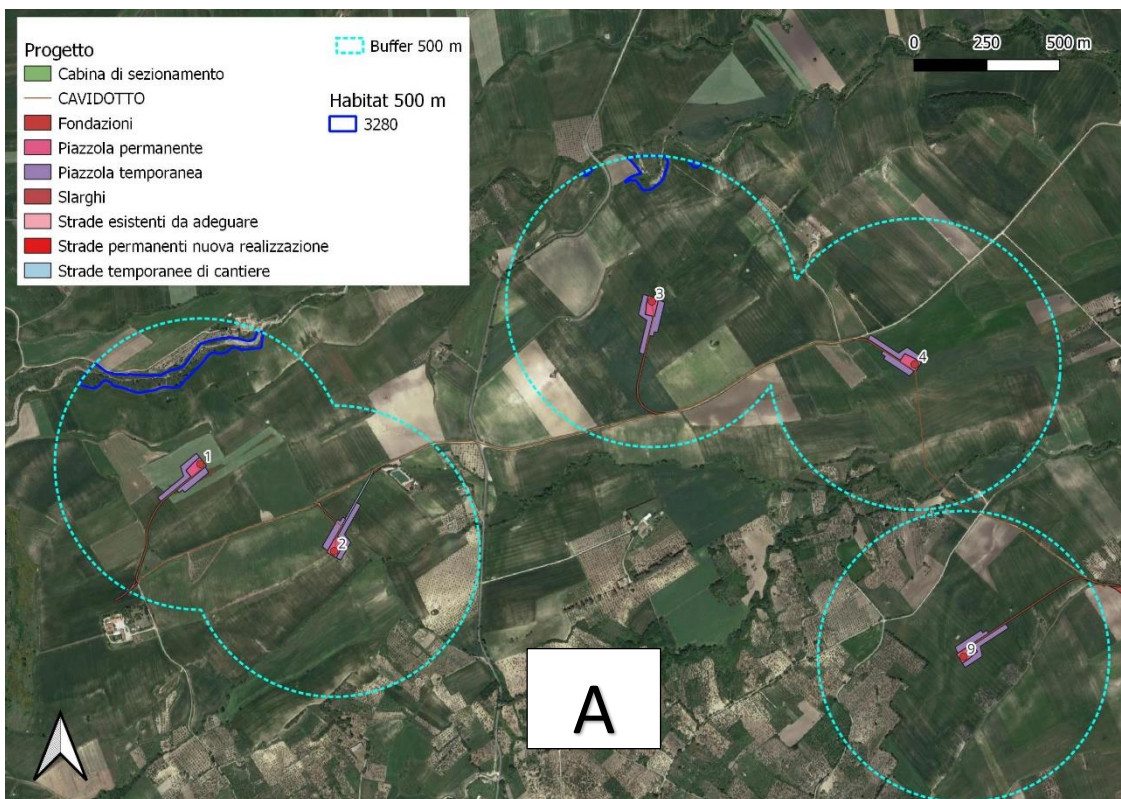 Progetto
Cabina di sezionamento
CAVIDOTTO
Fondazioni
Piazzola permanente
Piazzola temporanea
Slarghi
Strade esistenti da adeguare
Strade permanenti nuova realizzazione
Strade temporanee di cantiere
Buffer 500 m
Habitat 500 m
3280
0 250 500 m
3
4
1
2
9
A